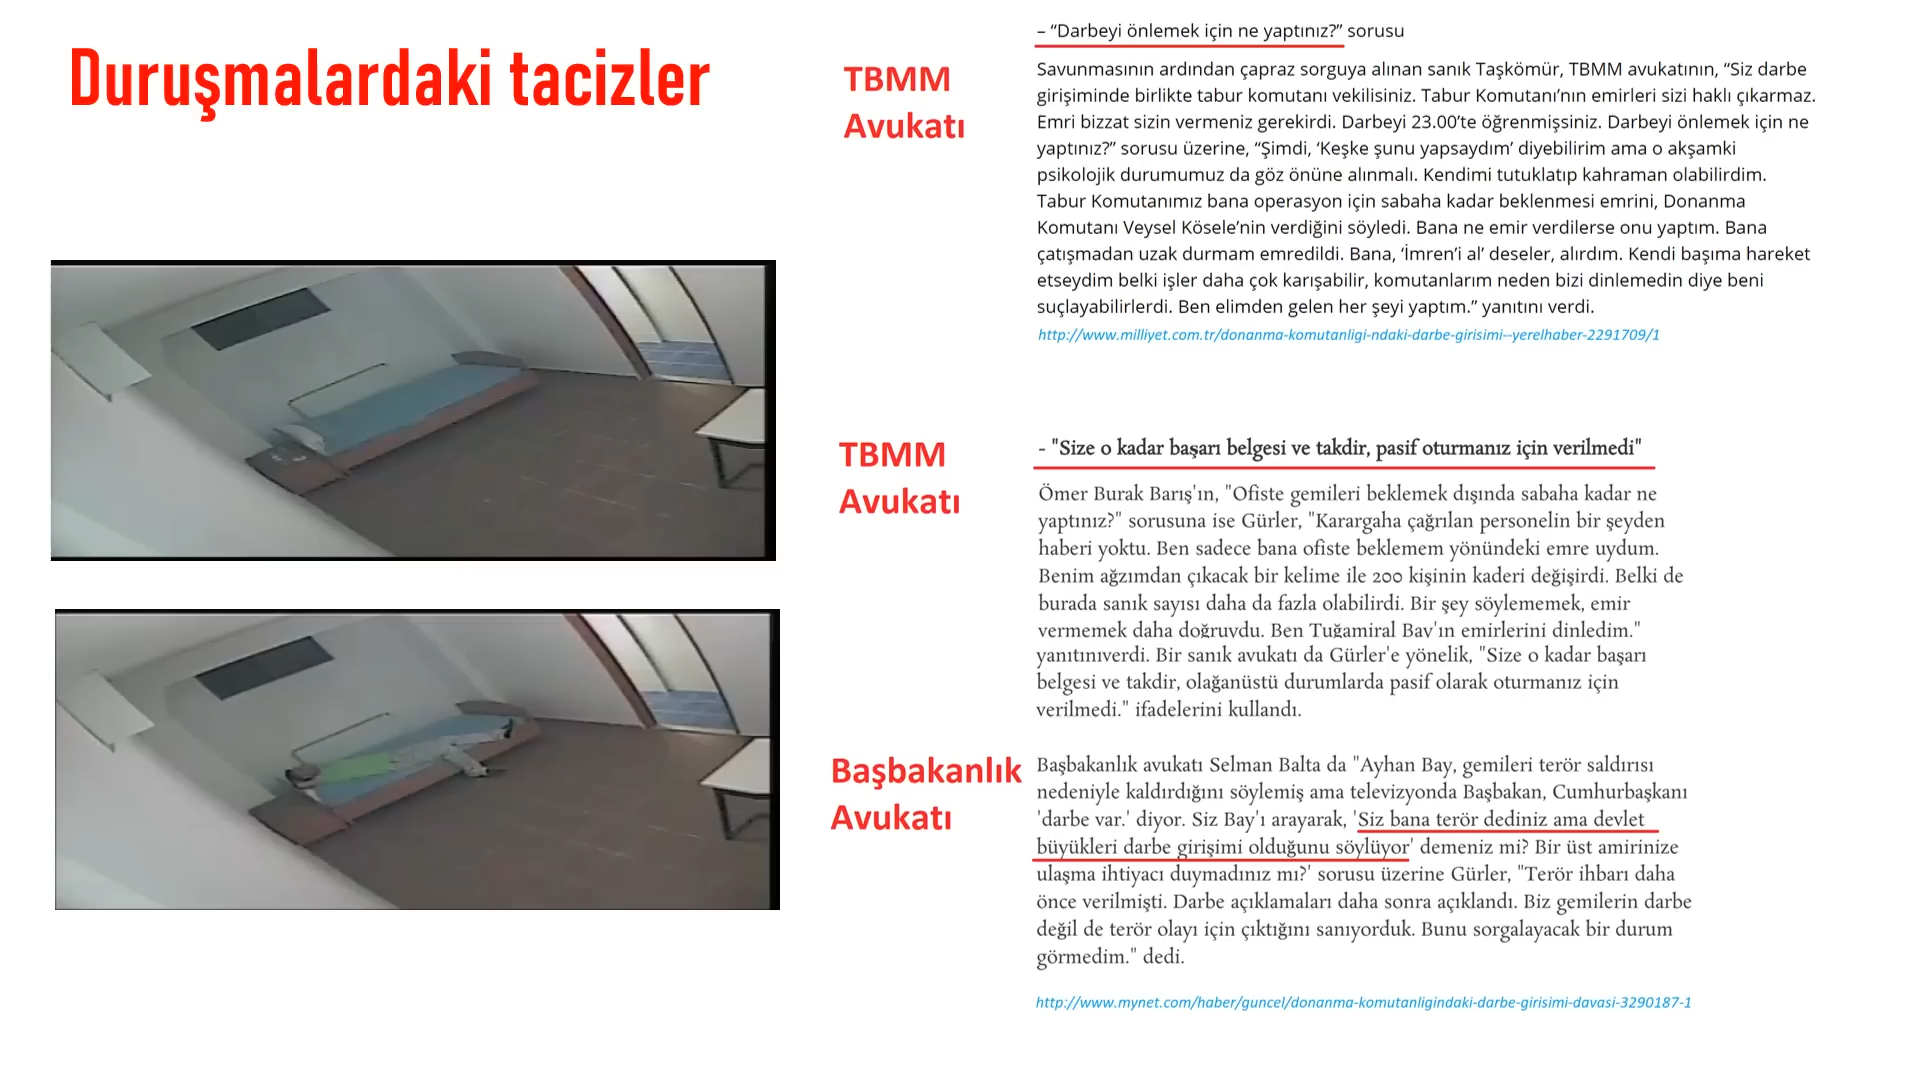 Duruşmalardaki tacizler
TBMM
Avukatı
– “Darbeyi önlemek için ne yaptınız?” sorusu
Savunmasının ardından çapraz sorguya alınan sanık Taşkömür, TBMM avukatının, “Siz darbe
girişiminde birlikte tabur komutanı vekilisiniz. Tabur Komutanı’nın emirleri sizi haklı çıkarmaz.
Emri bizzat sizin vermeniz gerekirdi. Darbeyi 23.00’te öğrenmişsiniz. Darbeyi önlemek için ne
yaptınız?” sorusu üzerine, “Şimdi, ‘Keşke şunu yapsaydım’ diyebilirim ama o akşamki
psikolojik durumumuz da göz önüne alınmalı. Kendimi tutuklatıp kahraman olabilirdim.
Tabur Komutanımız bana operasyon için sabaha kadar beklenmesi emrini, Donanma
Komutanı Veysel Kösele’nin verdiğini söyledi. Bana ne emir verdilerse onu yaptım. Bana
çatışmadan uzak durmam emredildi. Bana, ‘İmren’i al’ deseler, alırdım. Kendi başıma hareket
etseydim belki işler daha çok karışabilir, komutanlarım neden bizi dinlemedin diye beni
suçlayabilirlerdi. Ben elimden gelen her şeyi yaptım.” yanıtını verdi.
http://www.milliyet.com.tr/donanma-komutanligi-ndaki-darbe-girisimi--yerelhaber-2291709/1
TBMM
Avukatı
- "Size o kadar başarı belgesi ve takdir, pasif oturmanız için verilmedi"
Ömer Burak Barış'ın, "Ofiste gemileri beklemek dışında sabaha kadar ne
yaptınız?" sorusuna ise Gürler, "Karargaha çağrılan personelin bir şeyden
haberi yoktu. Ben sadece bana ofiste beklemem yönündeki emre uydum.
Benim ağzımdan çıkacak bir kelime ile 200 kişinin kaderi değişirdi. Belki de
burada sanık sayısı daha da fazla olabilirdi. Bir şey söylememek, emir
vermemek daha doğruydu. Ben Tuğamiral Bay'ın emirlerini dinledim."
yanıtınıverdi. Bir sanık avukatı da Gürler'e yönelik, "Size o kadar başarı
belgesi ve takdir, olağanüstü durumlarda pasif olarak oturmanız için
verilmedi." ifadelerini kullandı.
Başbakanlık
Avukatı
Başbakanlık avukatı Selman Balta da "Ayhan Bay, gemileri terör saldırısı
nedeniyle kaldırdığını söylemiş ama televizyonda Başbakan, Cumhurbaşkanı
'darbe var.' diyor. Siz Bay'ı arayarak, 'Siz bana terör dediniz ama devlet
büyükleri darbe girişimi olduğunu söylüyor' demeniz mi? Bir üst amirinize
ulaşma ihtiyacı duymadınız mı?' sorusu üzerine Gürler, "Terör ihbarı daha
önce verilmişti. Darbe açıklamaları daha sonra açıklandı. Biz gemilerin darbe
değil de terör olayı için çıktığını sanıyorduk. Bunu sorgalayacak bir durum
görmedim." dedi.
http://www.mynet.com/haber/guncel/donanma-komutanligindaki-darbe-girisimi-davasi-3290187-1